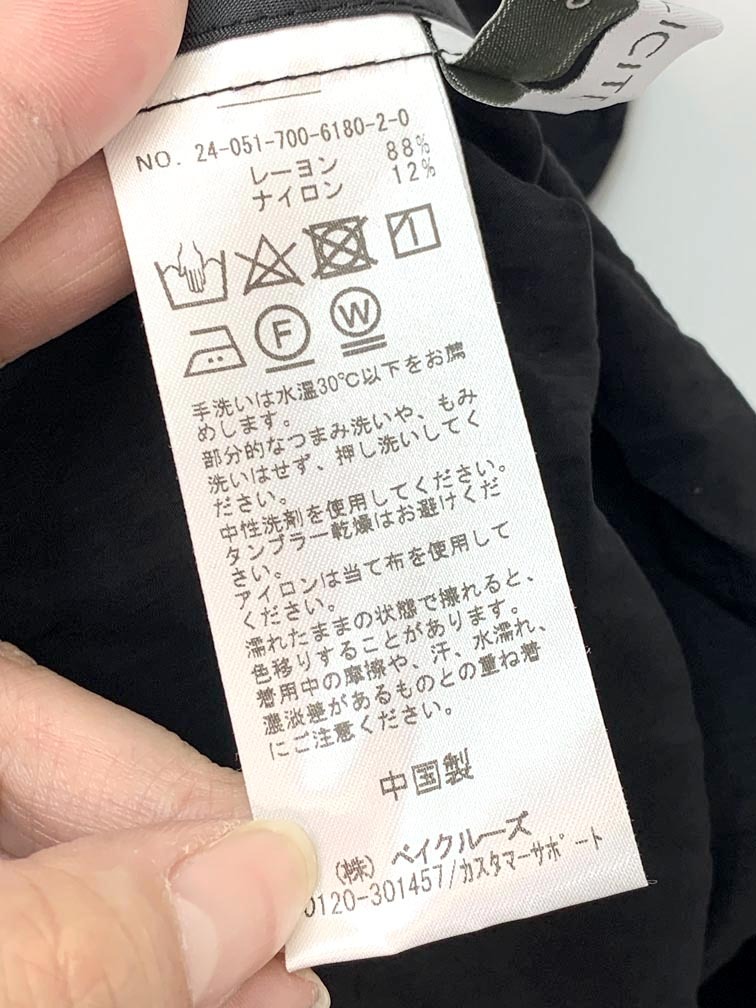 CITÉ
NO. 24-051-700-6180-2-0
レーヨン 88%
ナイロン 12%
F W
手洗いは水温30℃以下をお薦
めします。
部分的なつまみ洗いや、もみ
洗いはせず、押し洗いしてく
ださい。
中性洗剤を使用してください。
タンブラー乾燥はお避けくだ
さい。
アイロンは当て布を使用して
ください。
濡れたままの状態で擦れると、
色移りすることがあります。
着用中の摩擦や、汗、水濡れ、
濃淡差があるものとの重ね着
にご注意ください。
中国製
(株) ベイクルーズ
0120-301457/カスタマーサポート